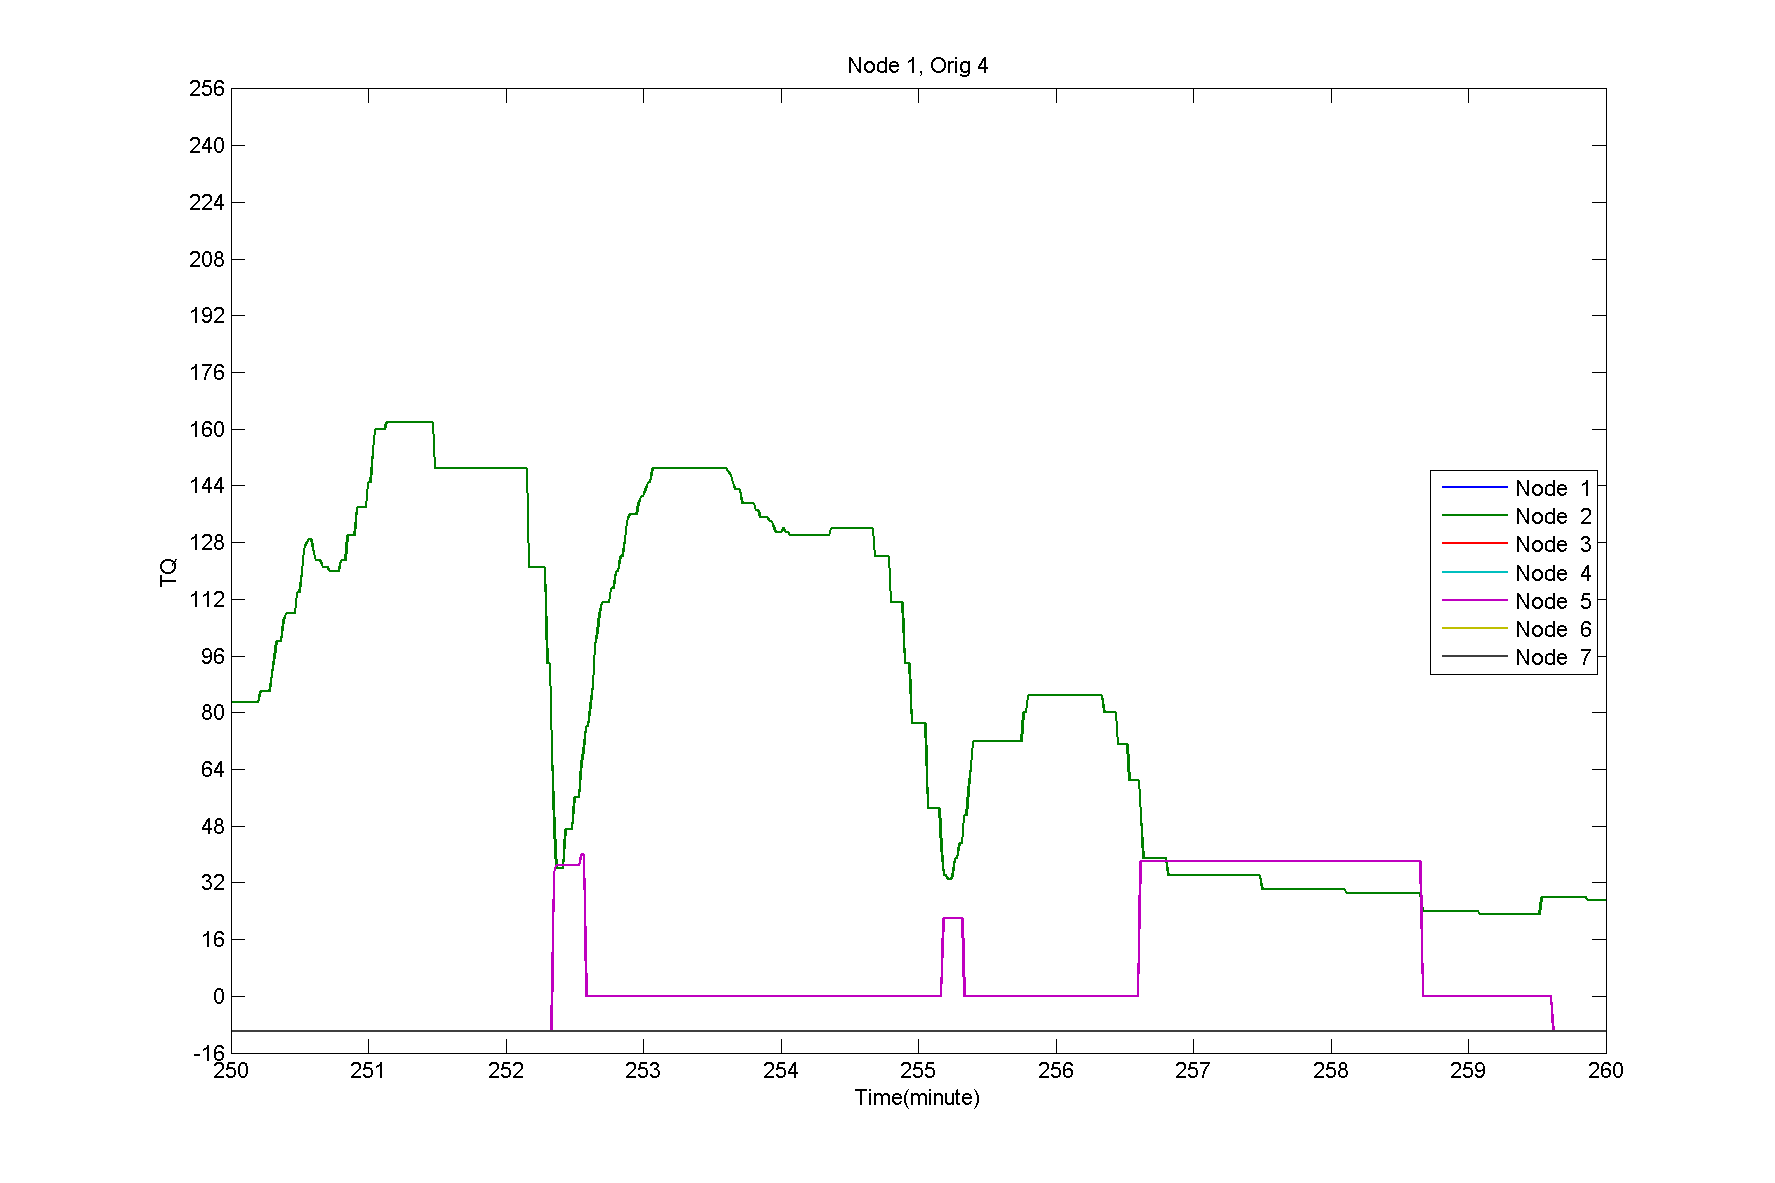 Node 1, Orig 4
256
240
224
208
192
176
160
144
128
112
96
80
64
48
32
16
0
-16
TQ
250 251 252 253 254 255 256 257 258 259 260
Time(minute)
Node 1
Node 2
Node 3
Node 4
Node 5
Node 6
Node 7